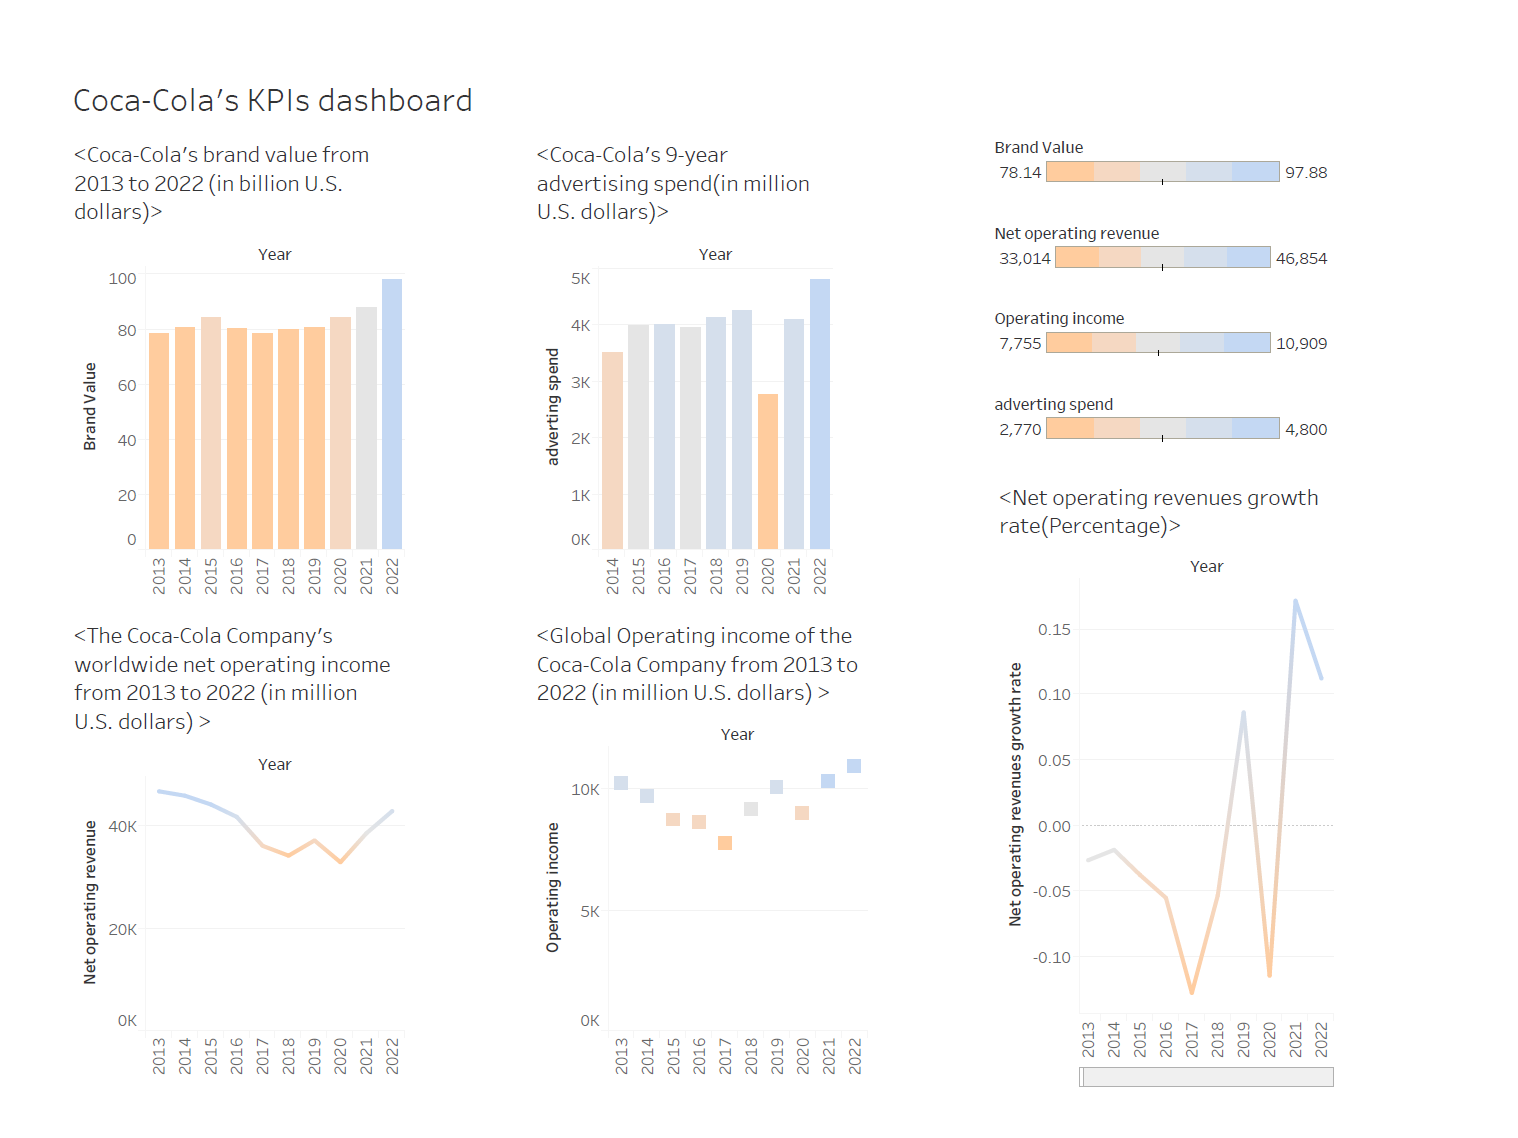 Coca-Cola's KPIs dashboard
<Coca-Cola's brand value from
2013 to 2022 (in billion U.S.
dollars)>
Year
100
80
60
40
20
0
Brand Value
2013 2014 2015 2016 2017 2018 2019 2020 2021 2022
<Coca-Cola's 9-year
advertising spend(in million
U.S. dollars)>
Year
5K
4K
3K
2K
1K
0K
adverting spend
2014 2015 2016 2017 2018 2019 2020 2021 2022
Brand Value
78.14 97.88
Net operating revenue
33,014 46,854
Operating income
7,755 10,909
adverting spend
2,770 4,800
<The Coca-Cola Company's
worldwide net operating income
from 2013 to 2022 (in million
U.S. dollars) >
Year
40K
20K
0K
Net operating revenue
2013 2014 2015 2016 2017 2018 2019 2020 2021 2022
<Global Operating income of the
Coca-Cola Company from 2013 to
2022 (in million U.S. dollars) >
Year
10K
5K
0K
Operating income
2013 2014 2015 2016 2017 2018 2019 2020 2021 2022
<Net operating revenues growth
rate(Percentage)>
Year
0.15
0.10
0.05
0.00
-0.05
-0.10
Net operating revenues growth rate
2013 2014 2015 2016 2017 2018 2019 2020 2021 2022